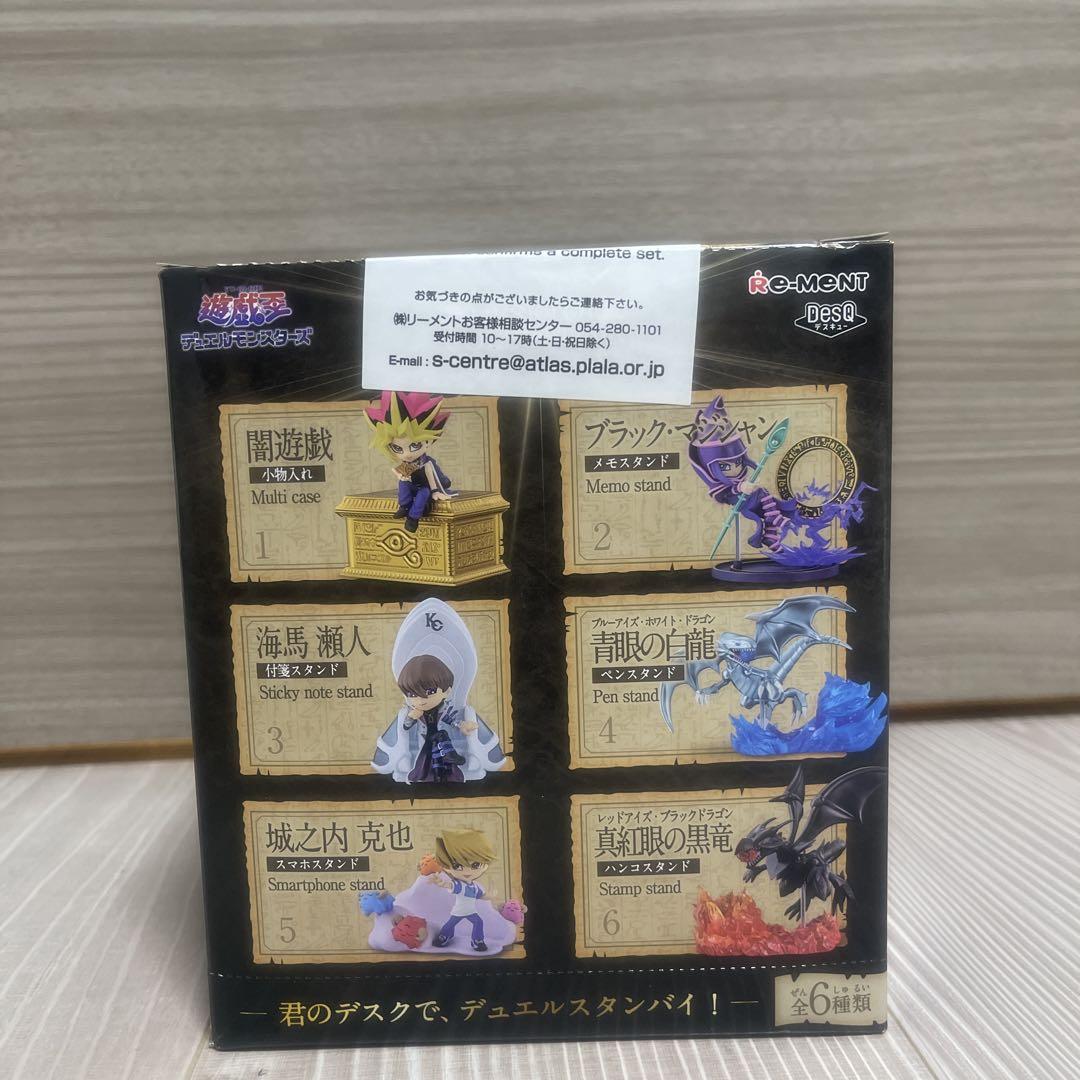 a complete set.
お気づきの点がございましたらご連絡下さい。
㈱リーメントお客様相談センター 054-280-1101
受付時間 10〜17時(土・日・祝日除く)
E-mail : s-centre@atlas.plala.or.jp
遊戯王
デュエルモンスターズ
Re-MENT
DesQ
デスキュー
闇遊戯
小物入れ
Multi case
1
ブラック・マジシャン
メモスタンド
Memo stand
2
海馬 瀬人
付箋スタンド
Sticky note stand
3
KC
ブルーアイズ・ホワイト・ドラゴン
青眼の白龍
ペンスタンド
Pen stand
4
城之内 克也
スマホスタンド
Smartphone stand
5
レッドアイズ・ブラックドラゴン
真紅眼の黒竜
ハンコスタンド
Stamp stand
6
― 君のデスクで、デュエルスタンバイ！―
ぜん しゅるい
全6種類